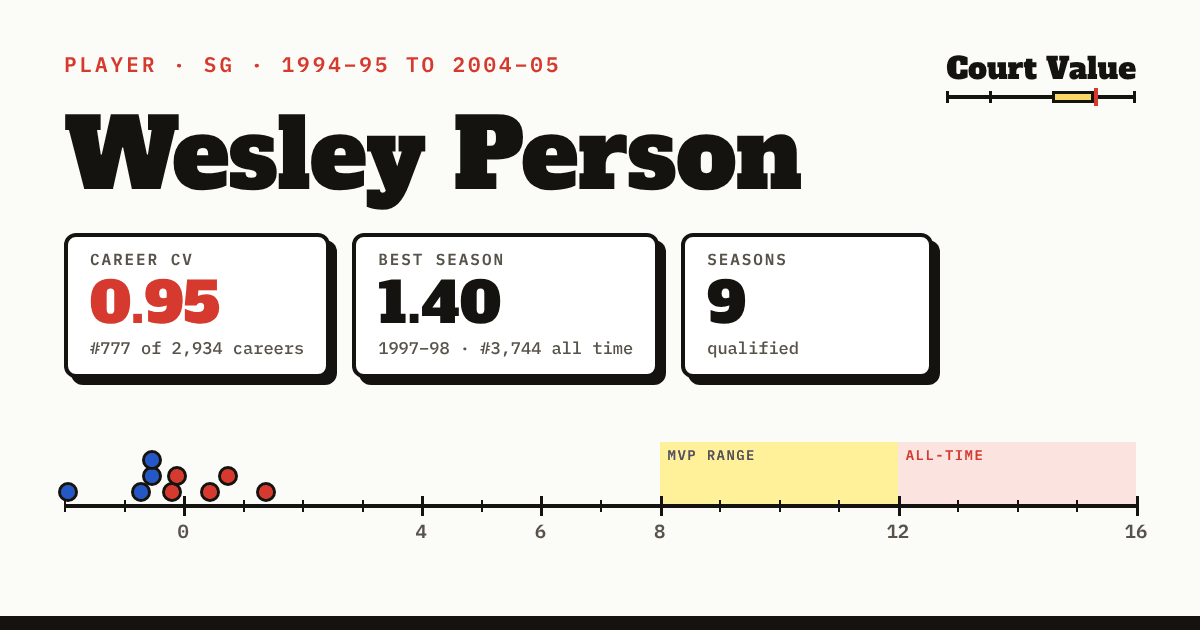 PLAYER · SG · 1994–95 TO 2004–05
Court Value
Wesley Person
CAREER CV
0.95
#777 of 2,934 careers
BEST SEASON
1.40
1997–98 · #3,744 all time
SEASONS
9
qualified
MVP RANGE
ALL-TIME
0 4 6 8 12 16